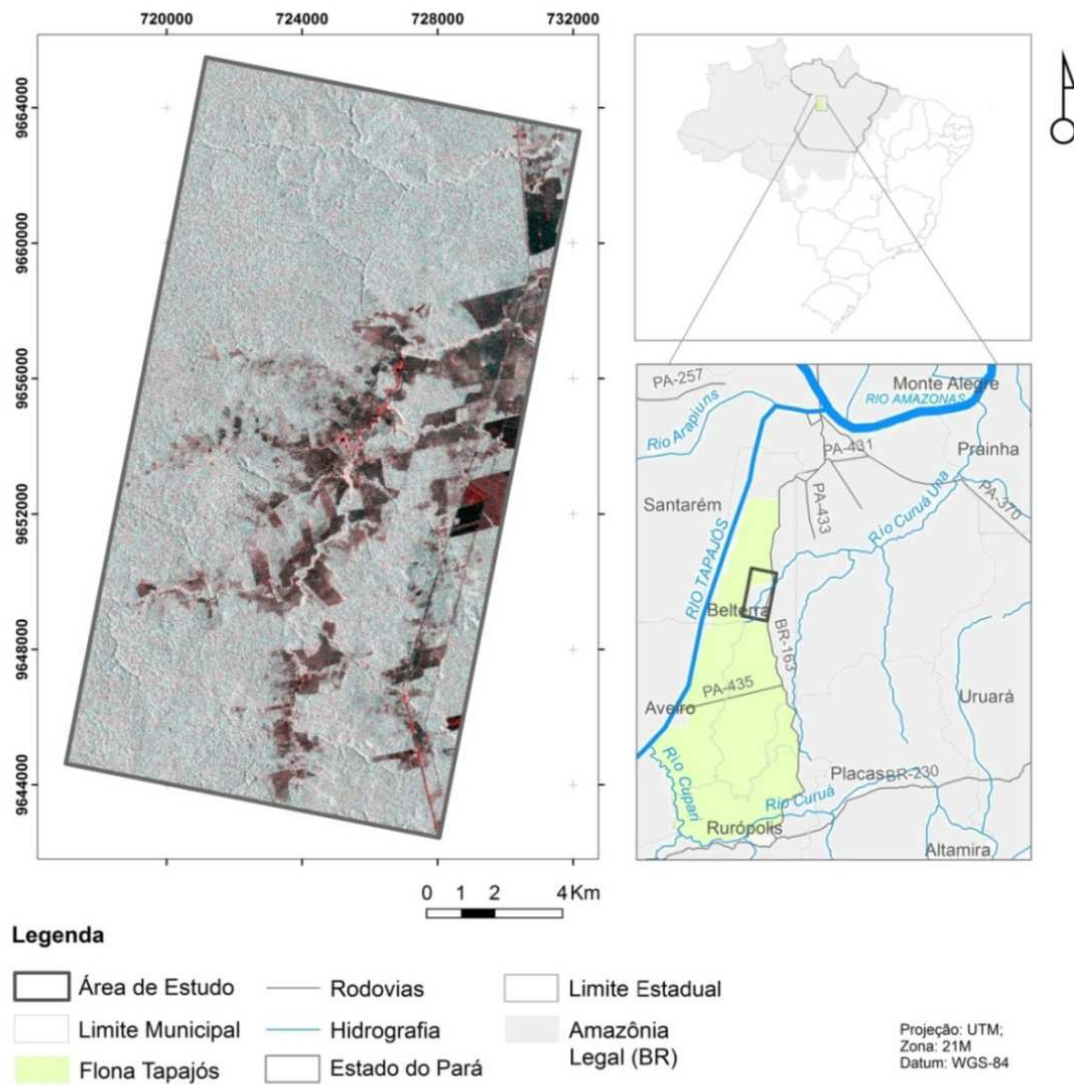 720000 724000 728000 732000
9664000
9660000
9656000
9652000
9648000
9644000
PA-257
Monte Alegre
RIO AMAZONAS
Rio Arapiuns
PA-431
Prainha
Santarém
PA-433
PA-370
Rio Curuá Una
RIO TAPAJÓS
Belterra
BR-163
PA-435
Aveiro
Uruará
Rio Cupari
Placas
BR-230
Rio Curuá
Rurópolis
Altamira
0 1 2 4 Km
Legenda
Área de Estudo
Rodovias
Limite Estadual
Limite Municipal
Hidrografia
Amazônia
Legal (BR)
Flona Tapajós
Estado do Pará
Projeção: UTM;
Zona: 21M
Datum: WGS-84